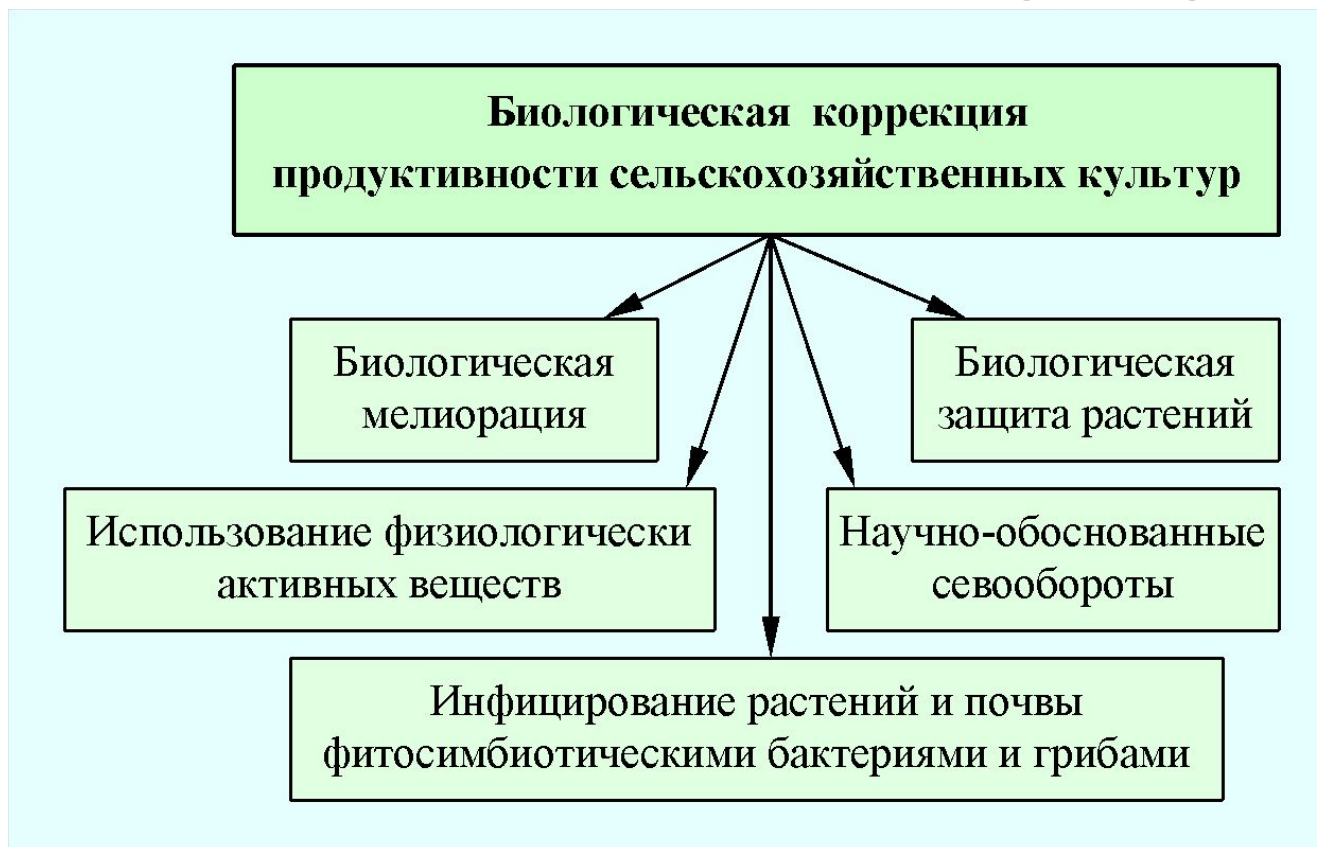 Биологическая коррекция
продуктивности сельскохозяйственных культур
Биологическая
мелиорация
Биологическая
защита растений
Использование физиологически
активных веществ
Научно-обоснованные
севообороты
Инфицирование растений и почвы
фитосимбиотическими бактериями и грибами